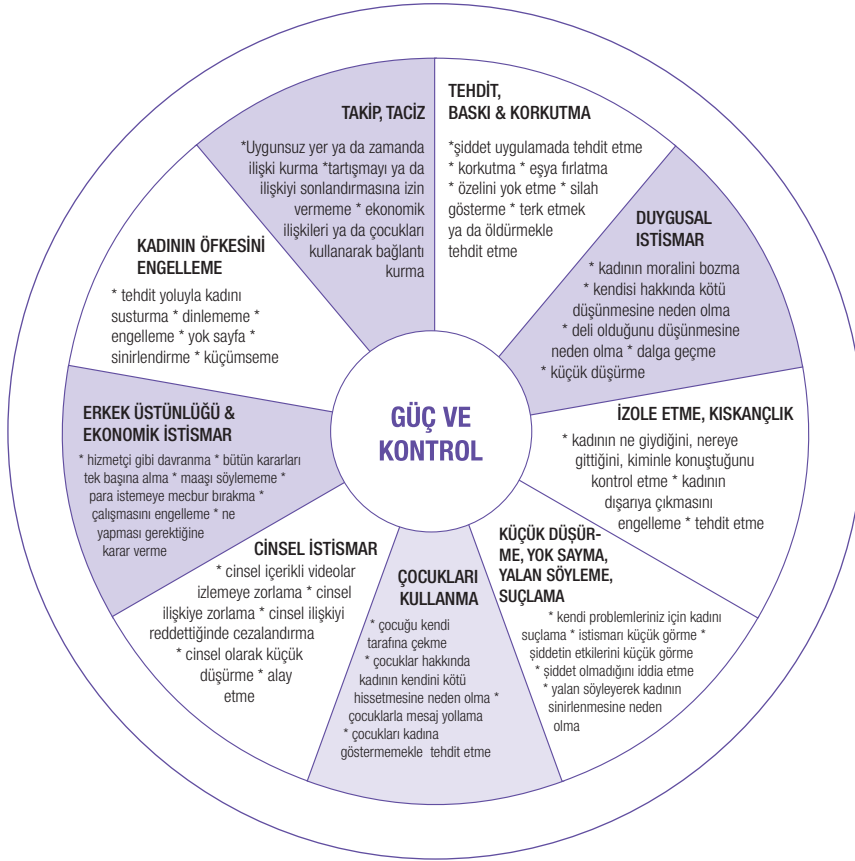 TAKİP, TACİZ
*Uygunsuz yer ya da zamanda
ilişki kurma *tartışmayı ya da
ilişkiyi sonlandırmasına izin
vermeme * ekonomik
ilişkileri ya da çocukları
kullanarak bağlantı
kurma
TEHDİT,
BASKI & KORKUTMA
*şiddet uygulamada tehdit etme
* korkutma * eşya fırlatma
* özelini yok etme * silah
gösterme * terk etmek
ya da öldürmekle
tehdit etme
DUYGUSAL
ISTİSMAR
* kadının moralini bozma
* kendisi hakkında kötü
düşünmesine neden olma
* deli olduğunu düşünmesine
neden olma * dalga geçme
* küçük düşürme
İZOLE ETME, KISKANÇLIK
* kadının ne giydiğini, nereye
gittiğini, kiminle konuştuğunu
kontrol etme * kadının
dışarıya çıkmasını
engelleme * tehdit etme
KÜÇÜK DÜŞÜR-
ME, YOK SAYMA,
YALAN SÖYLEME,
SUÇLAMA
* kendi problemleriniz için kadını
suçlama * istismarı küçük görme *
şiddetin etkilerini küçük görme
* şiddet olmadığını iddia etme
* yalan söyleyerek kadının
sinirlenmesine neden
olma
ÇOCUKLARI
KULLANMA
* çocuğu kendi
tarafına çekme
* çocuklar hakkında
kadının kendini kötü
hissetmesine neden olma *
çocuklarla mesaj yollama
* çocukları kadına
göstermemekle tehdit etme
CİNSEL İSTİSMAR
* cinsel içerikli videolar
izlemeye zorlama * cinsel
ilişkiye zorlama * cinsel ilişkiyi
reddettiğinde cezalandırma
* cinsel olarak küçük
düşürme * alay
etme
ERKEK ÜSTÜNLÜĞÜ &
EKONOMİK İSTİSMAR
* hizmetçi gibi davranma * bütün kararları
tek başına alma * maaşı söylememe *
para istemeye mecbur bırakma *
çalışmasını engelleme * ne
yapması gerektiğine
karar verme
KADININ ÖFKESİNİ
ENGELLEME
* tehdit yoluyla kadını
susturma * dinlememe *
engelleme * yok sayfa *
sinirlendirme * küçümseme
GÜÇ VE
KONTROL